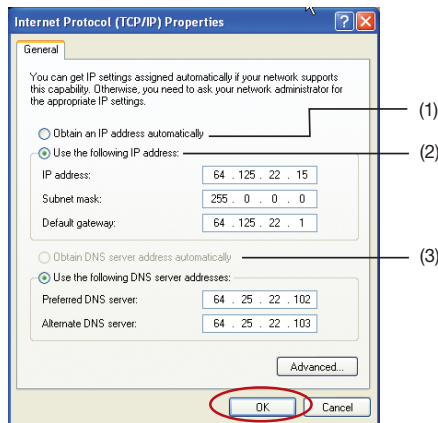 Internet Protocol (TCP/IP) Properties
General
You can get IP settings assigned automatically if your network supports
this capability. Otherwise, you need to ask your network administrator for
the appropriate IP settings.
Obtain an IP address automatically
(1)
Use the following IP address:
(2)
IP address: 64 . 125 . 22 . 15
Subnet mask: 255 . 0 . 0 . 0
Default gateway: 64 . 125 . 22 . 1
Obtain DNS server address automatically
(3)
Use the following DNS server addresses:
Preferred DNS server: 64 . 25 . 22 . 102
Alternate DNS server: 64 . 25 . 22 . 103
Advanced...
OK Cancel